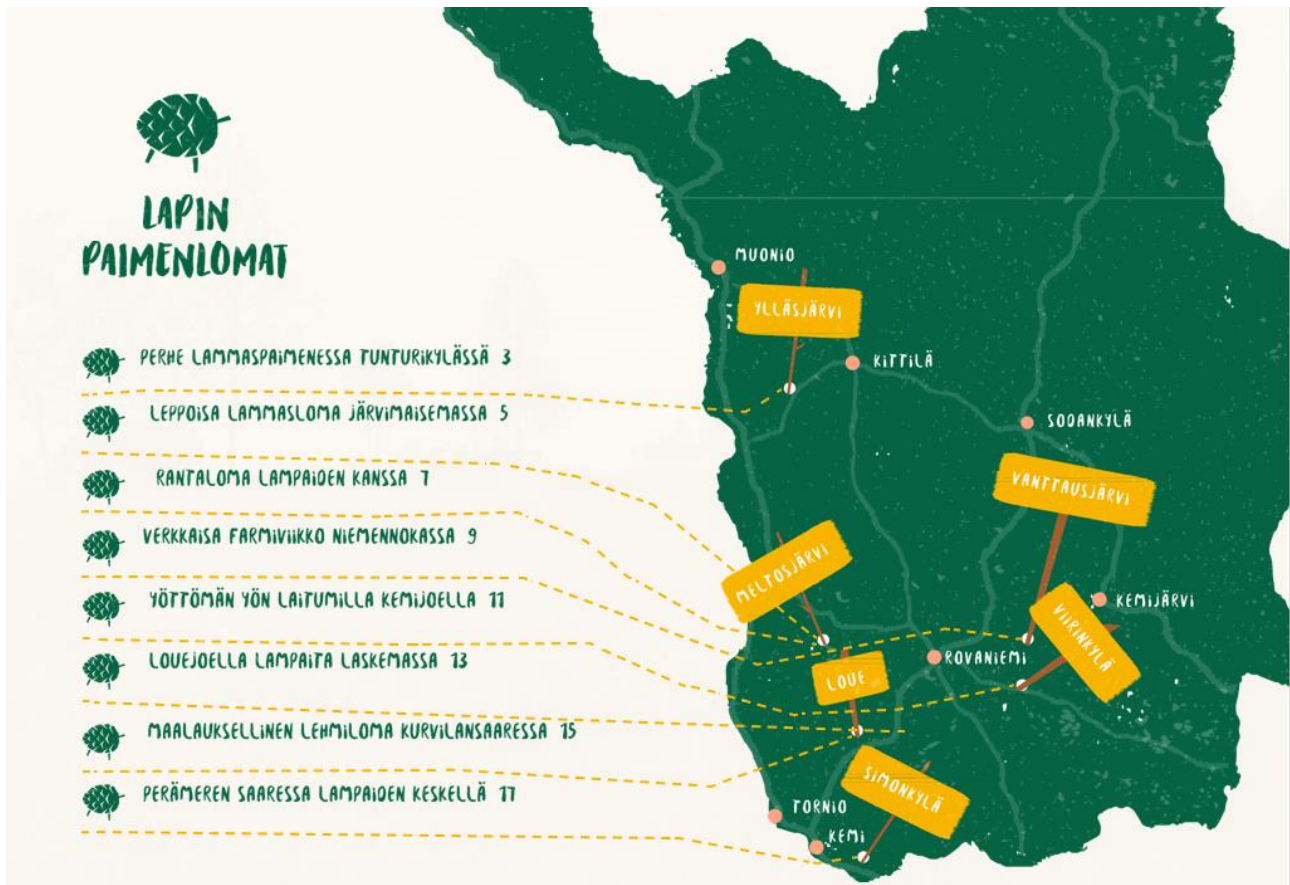 LAPIN
PAIMENLOMAT
PERHE LAMMASPAIMENESSA TUNTURIKYLÄSSÄ 3
LEPPOISA LAMMASLOMA JÄRVIMAISEMASSA 5
RANTALOMA LAMPAIDEN KANSSA 7
VERKKAISA FARMIVIIKKO NIEMENNOKASSA 9
YÖTTÖMÄN YÖN LAITUMILLA KEMIJOELLA 11
LOUEJOELLA LAMPAITA LASKEMASSA 13
MAALAUKSELLINEN LEHMILOMA KURVILANSAARESSA 15
PERÄMEREN SAARESSA LAMPAIDEN KESKELLÄ 17
MUONIO
YLLÄSJÄRVI
KITTILÄ
SODANKYLÄ
VANTTAUSJÄRVI
MELTOSJÄRVI
KEMIJÄRVI
VIIRINKYLÄ
ROVANIEMI
LOUE
SIMONKYLÄ
TORNIO
KEMI